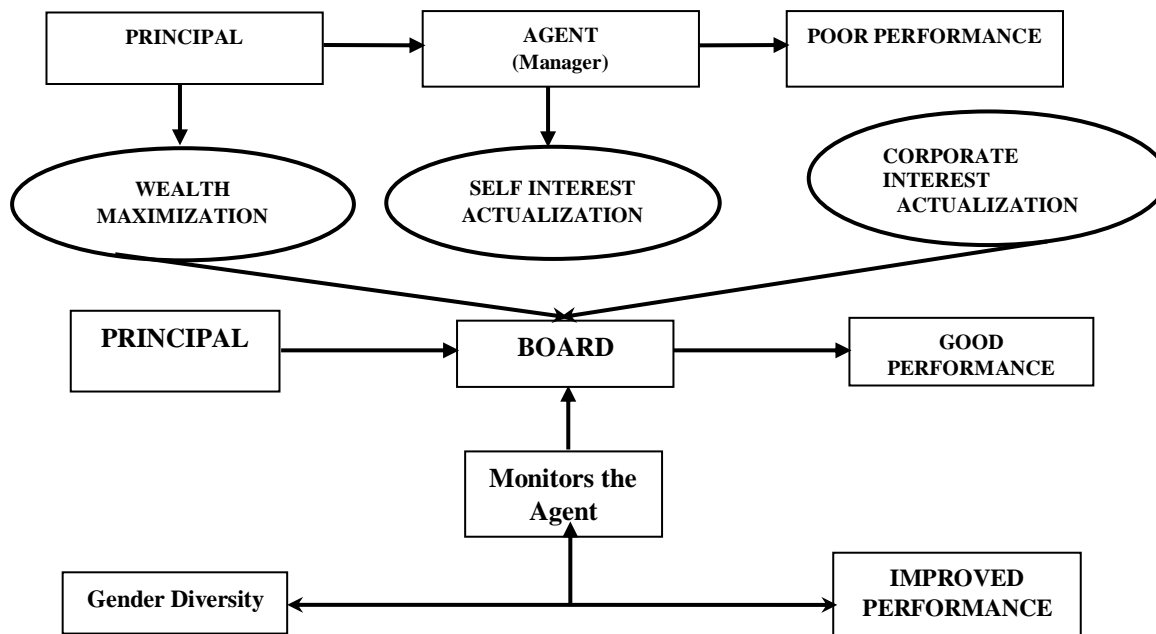 PRINCIPAL
AGENT
(Manager)
POOR PERFORMANCE
WEALTH
MAXIMIZATION
SELF INTEREST
ACTUALIZATION
CORPORATE
INTEREST
ACTUALIZATION
PRINCIPAL
BOARD
GOOD
PERFORMANCE
Monitors the
Agent
Gender Diversity
IMPROVED
PERFORMANCE